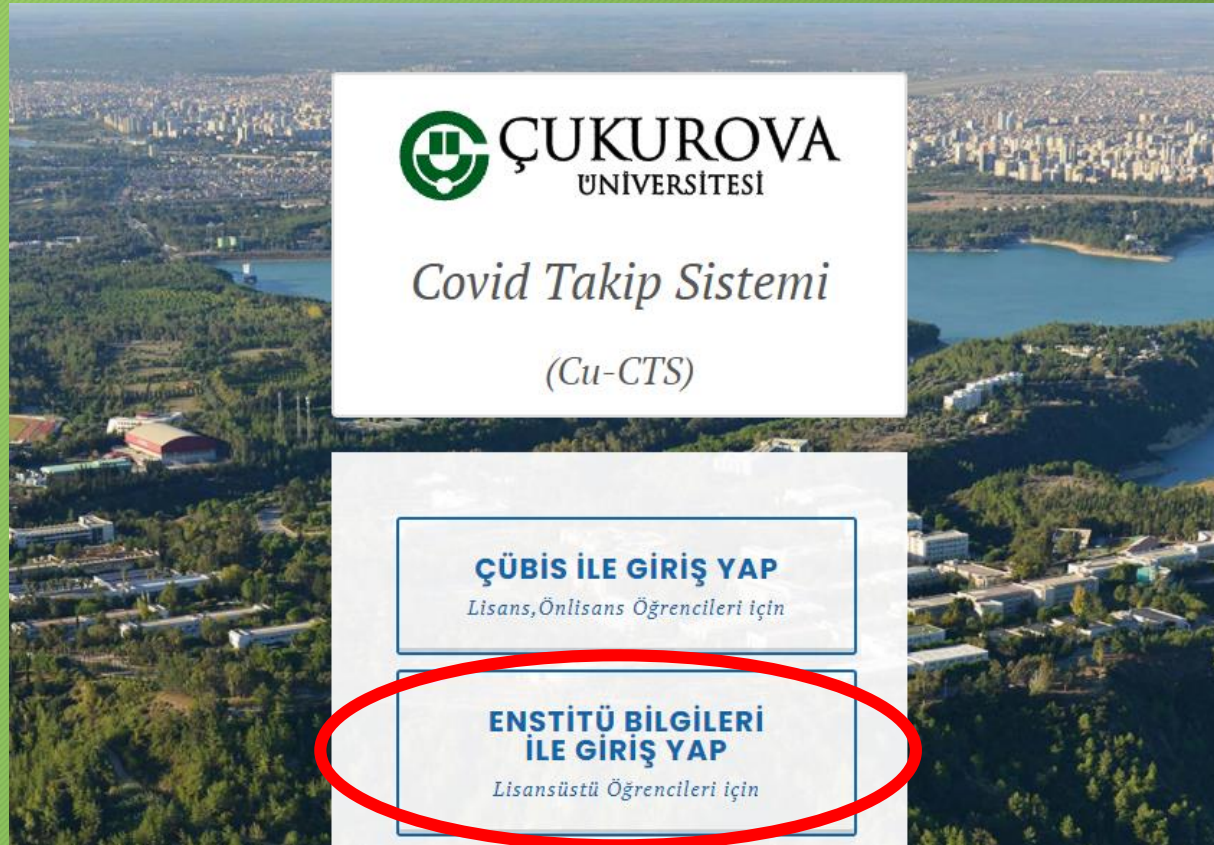 ÇUKUROVA
ÜNİVERSİTESİ
Covid Takip Sistemi
(Cu-CTS)
ÇÜBİS İLE GİRİŞ YAP
Lisans,Önlisans Öğrencileri için
ENSTİTÜ BİLGİLERİ
İLE GİRİŞ YAP
Lisansüstü Öğrencileri için